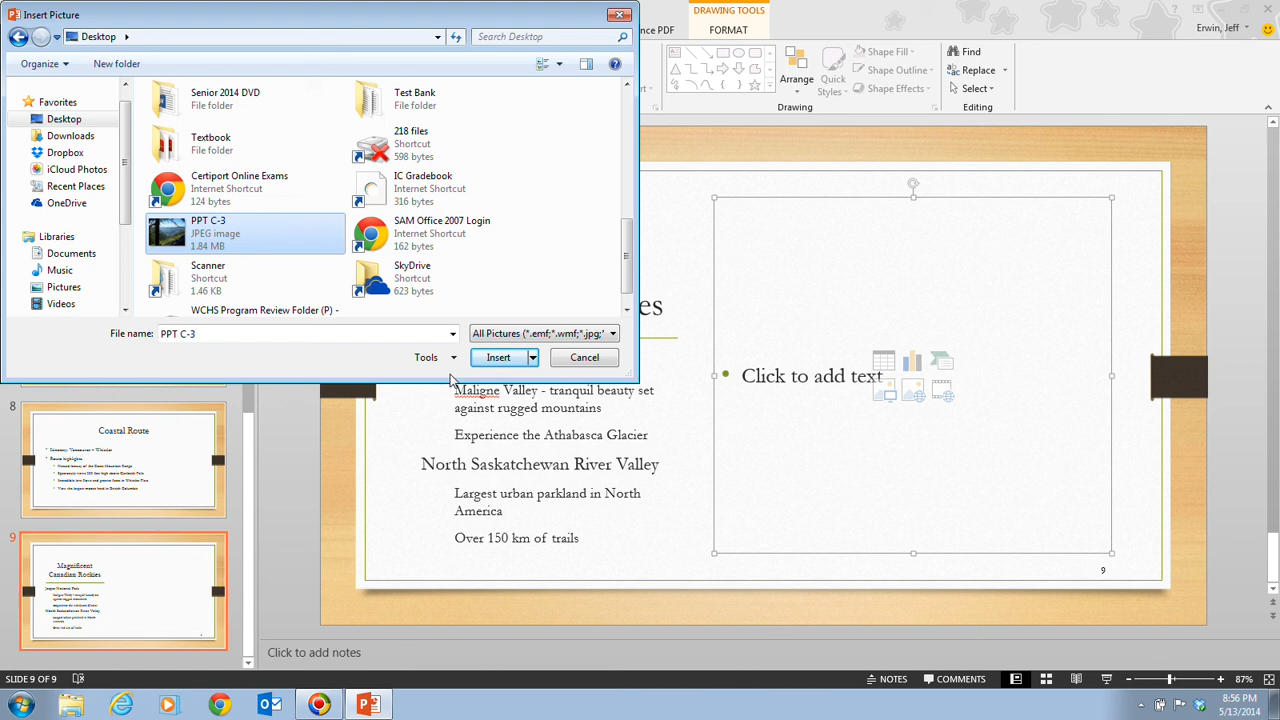 Insert Picture
Desktop
Search Desktop
Organize
New folder
Favorites
Desktop
Downloads
Dropbox
iCloud Photos
Recent Places
OneDrive
Libraries
Documents
Music
Pictures
Videos
Senior 2014 DVD
File folder
Test Bank
File folder
Textbook
File folder
218 files
Shortcut
598 bytes
Certiport Online Exams
Internet Shortcut
124 bytes
IC Gradebook
Internet Shortcut
316 bytes
PPT C-3
JPEG image
1.84 MB
SAM Office 2007 Login
Internet Shortcut
162 bytes
Scanner
Shortcut
1.46 KB
SkyDrive
Shortcut
623 bytes
WCHS Program Review Folder (P) -
File name: PPT C-3
All Pictures (*.emf;*.wmf;*.jpg;*
Tools
Insert
Cancel
DRAWING TOOLS
nce PDF
FORMAT
Erwin, Jeff
Arrange
Quick
Styles
Shape Fill
Shape Outline
Shape Effects
Drawing
Find
Replace
Select
Editing
es
Maligne Valley - tranquil beauty set
against rugged mountains
Experience the Athabasca Glacier
North Saskatchewan River Valley
Largest urban parkland in North
America
Over 150 km of trails
• Click to add text
9
8
Coastal Route
9
Magnificent
Canadian Rockies
Click to add notes
SLIDE 9 OF 9
NOTES
COMMENTS
87%
8:56 PM
5/13/2014